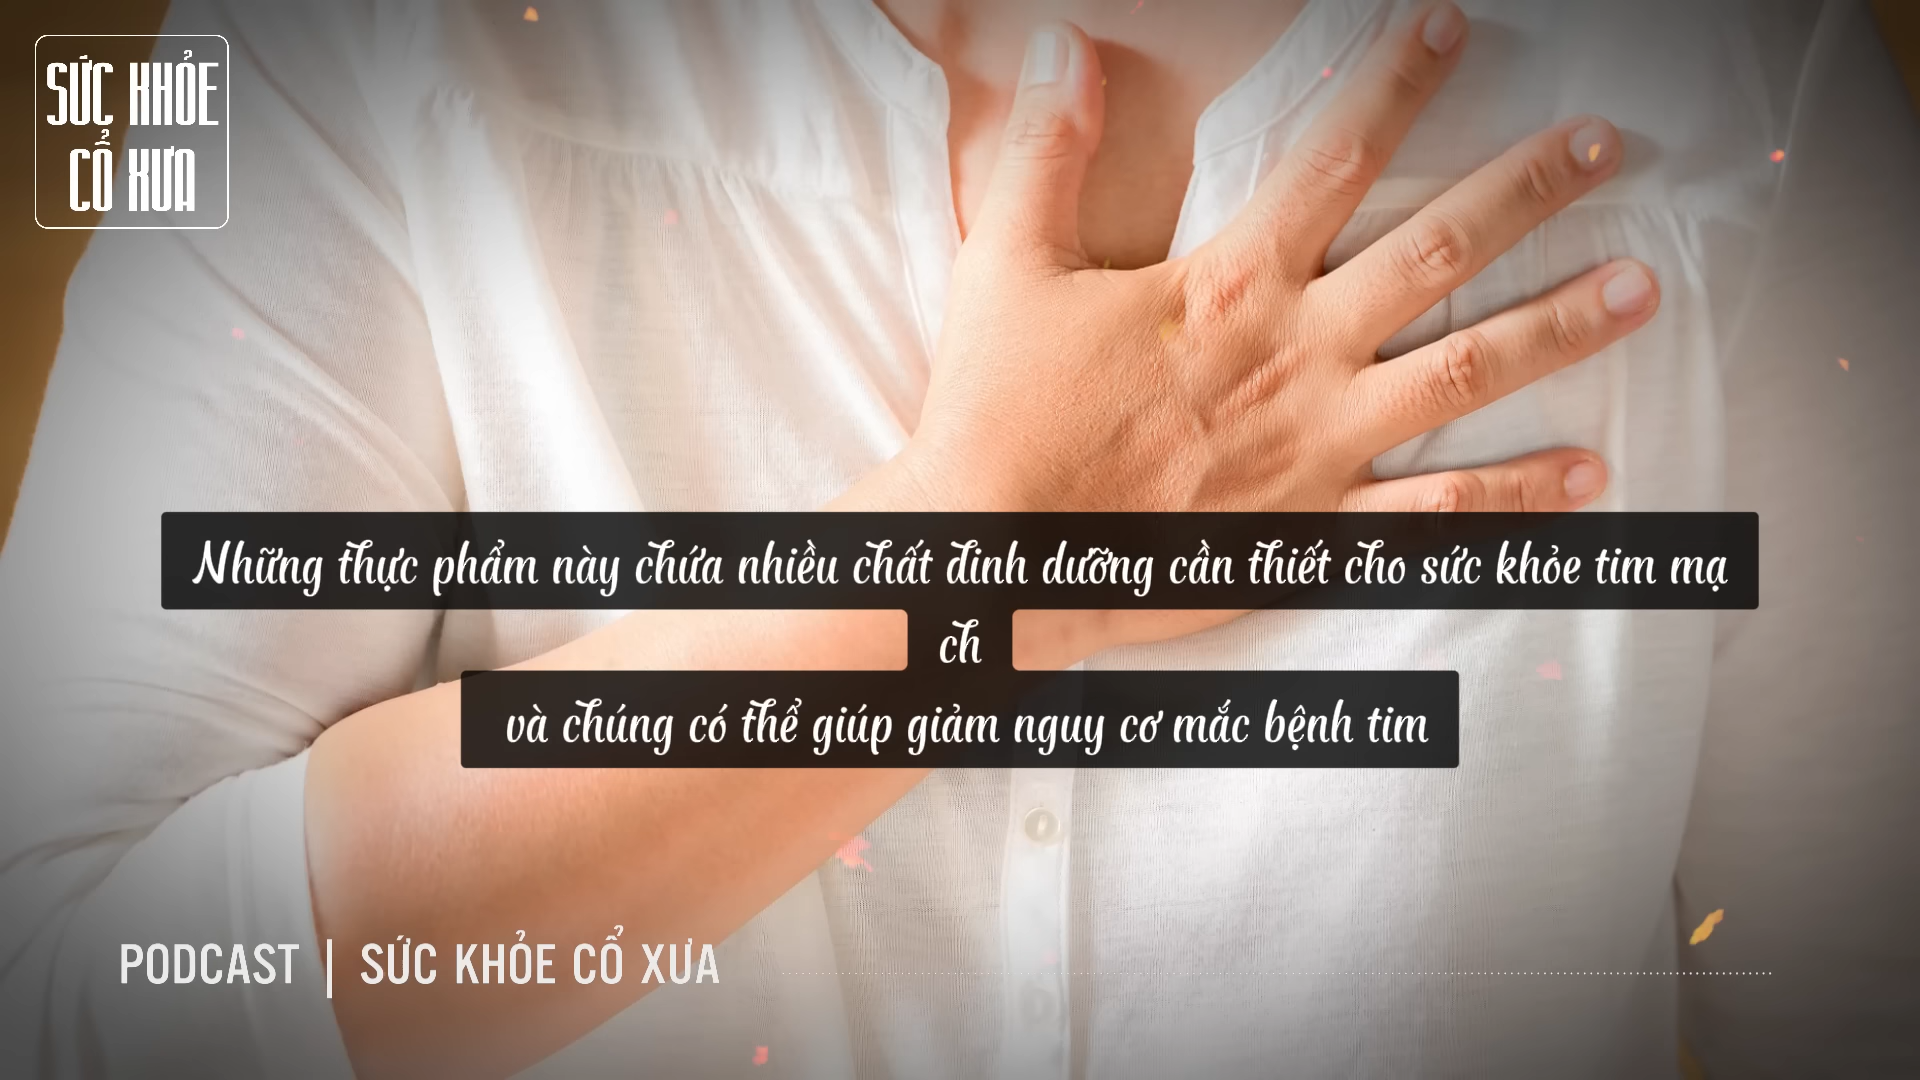 SỨC KHỎE
CỔ XƯA
Những thực phẩm này chứa nhiều chất dinh dưỡng cần thiết cho sức khỏe tim mạ
ch
và chúng có thể giúp giảm nguy cơ mắc bệnh tim
PODCAST | SỨC KHỎE CỔ XƯA